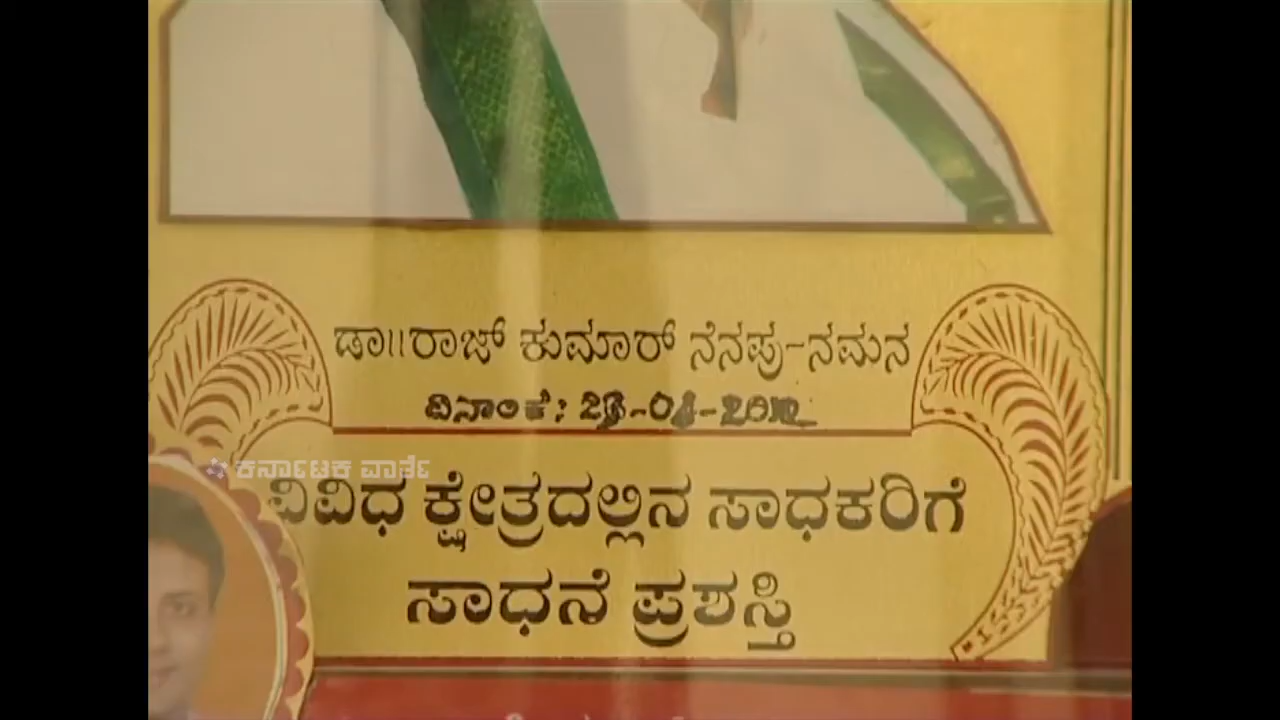 ಡಾ॥ರಾಜ್ ಕುಮಾರ್ ನೆನಪು-ನಮನ
ದಿನಾಂಕ:
ಕರ್ನಾಟಕ ವಾರ್ತೆ
ವಿವಿಧ ಕ್ಷೇತ್ರದಲ್ಲಿನ ಸಾಧಕರಿಗೆ
ಸಾಧನೆ ಪ್ರಶಸ್ತಿ